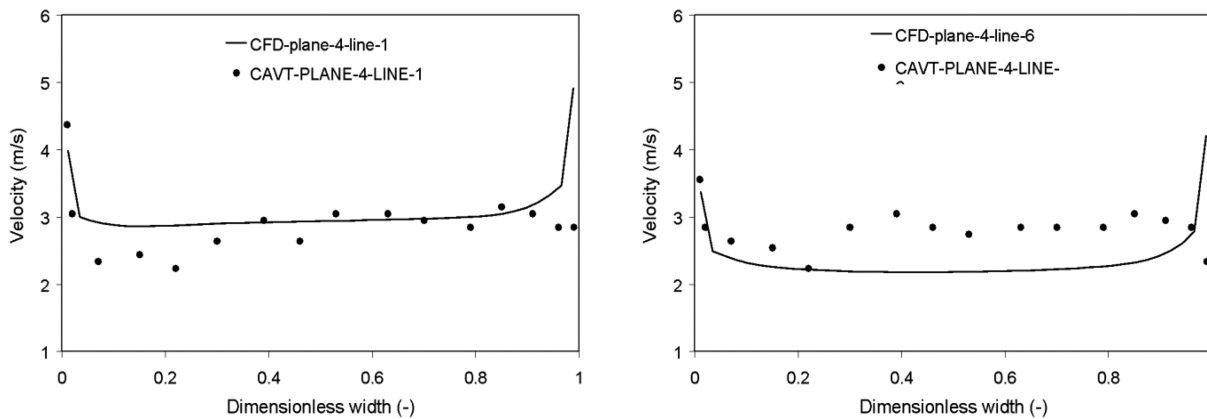 6
5
4
3
2
1
Velocity (m/s)
CFD-plane-4-line-1
CAVT-PLANE-4-LINE-1
0
0.2
0.4
0.6
0.8
1
Dimensionless width (-)
6
5
4
3
2
1
Velocity (m/s)
CFD-plane-4-line-6
CAVT-PLANE-4-LINE-
0
0.2
0.4
0.6
0.8
Dimensionless width (-)